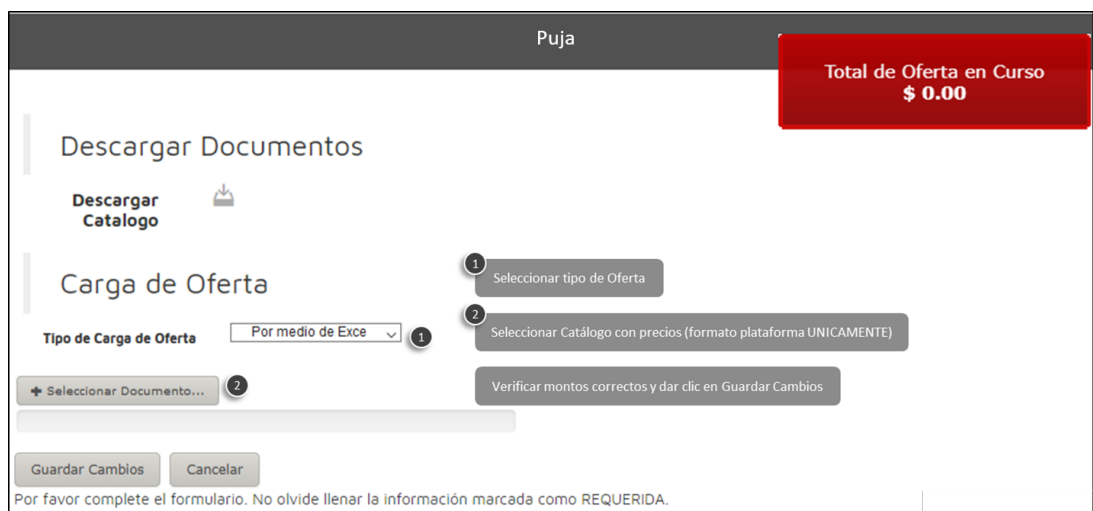 Puja
Total de Oferta en Curso
$ 0.00
Descargar Documentos
Descargar
Catalogo
Carga de Oferta
1
Seleccionar tipo de Oferta
Tipo de Carga de Oferta
Por medio de Exce
1
2
Seleccionar Catálogo con precios (formato plataforma UNICAMENTE)
+ Seleccionar Documento...
2
Verificar montos correctos y dar clic en Guardar Cambios
Guardar Cambios
Cancelar
Por favor complete el formulario. No olvide llenar la información marcada como REQUERIDA.